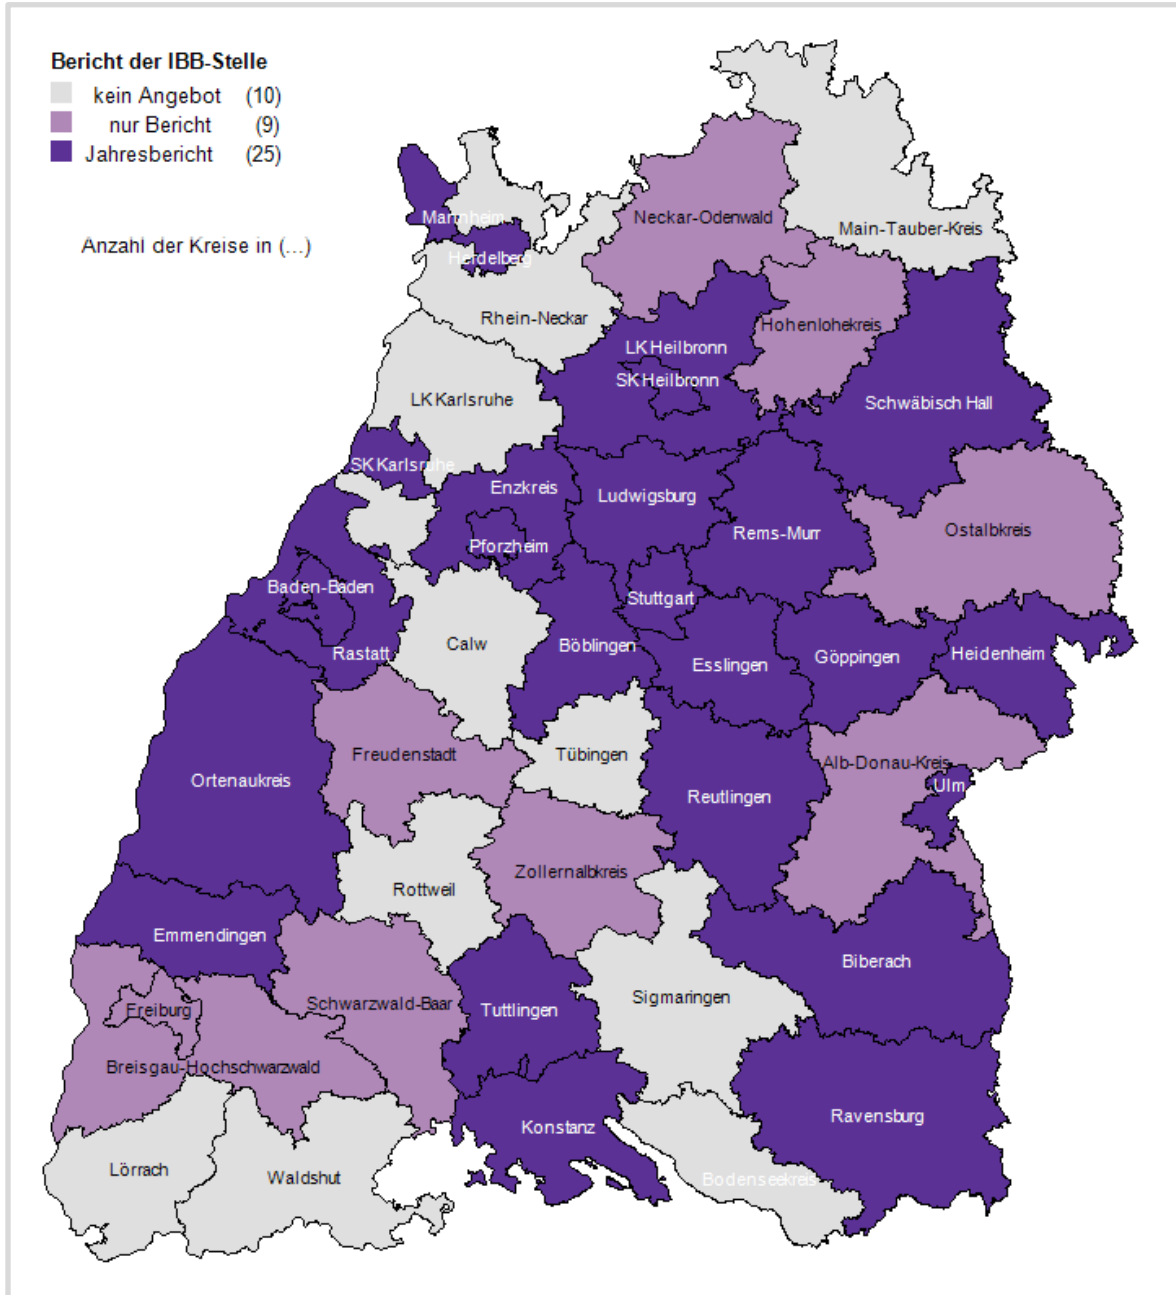 Bericht der IBB-Stelle
kein Angebot (10)
nur Bericht (9)
Jahresbericht (25)
Anzahl der Kreise in (...)
Mannheim
Neckar-Odenwald
Main-Tauber-Kreis
Heidelberg
Rhein-Neckar
Hohenlohekreis
LK Heilbronn
SK Heilbronn
LK Karlsruhe
Schwäbisch Hall
SK Karlsruhe
Enzkreis
Ludwigsburg
Rems-Murr
Ostalbkreis
Pforzheim
Baden-Baden
Stuttgart
Rastatt
Calw
Böblingen
Esslingen
Göppingen
Heidenheim
Freudenstadt
Tübingen
Alb-Donau-Kreis
Ortenaukreis
Reutlingen
Ulm
Zollernalbkreis
Rottweil
Emmendingen
Biberach
Sigmaringen
Schwarzwald-Baar
Tuttlingen
Freiburg
Breisgau-Hochschwarzwald
Ravensburg
Konstanz
Lörrach
Waldshut
Bodenseekreis